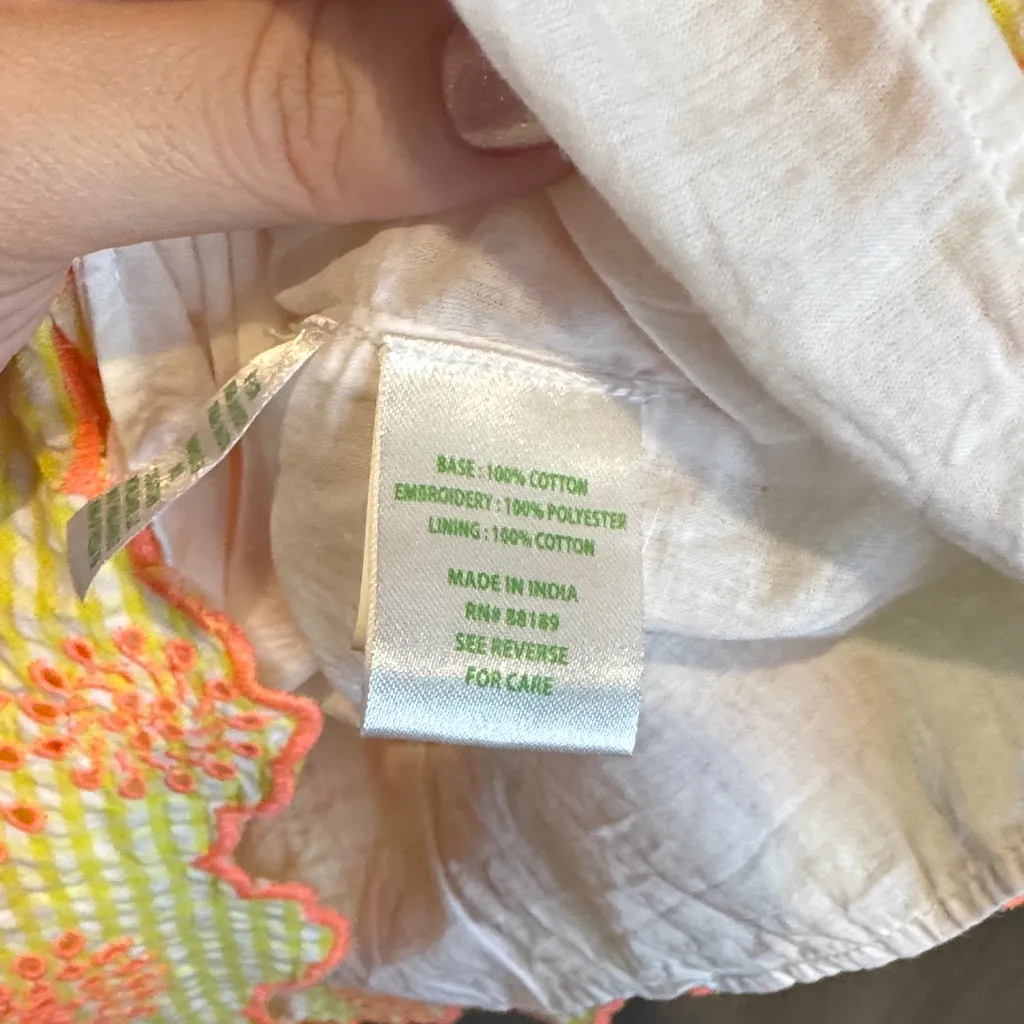 BASE : 100% COTTON
EMBROIDERY : 100% POLYESTER
LINING : 100% COTTON
MADE IN INDIA
RN# 88189
SEE REVERSE
FOR CARE